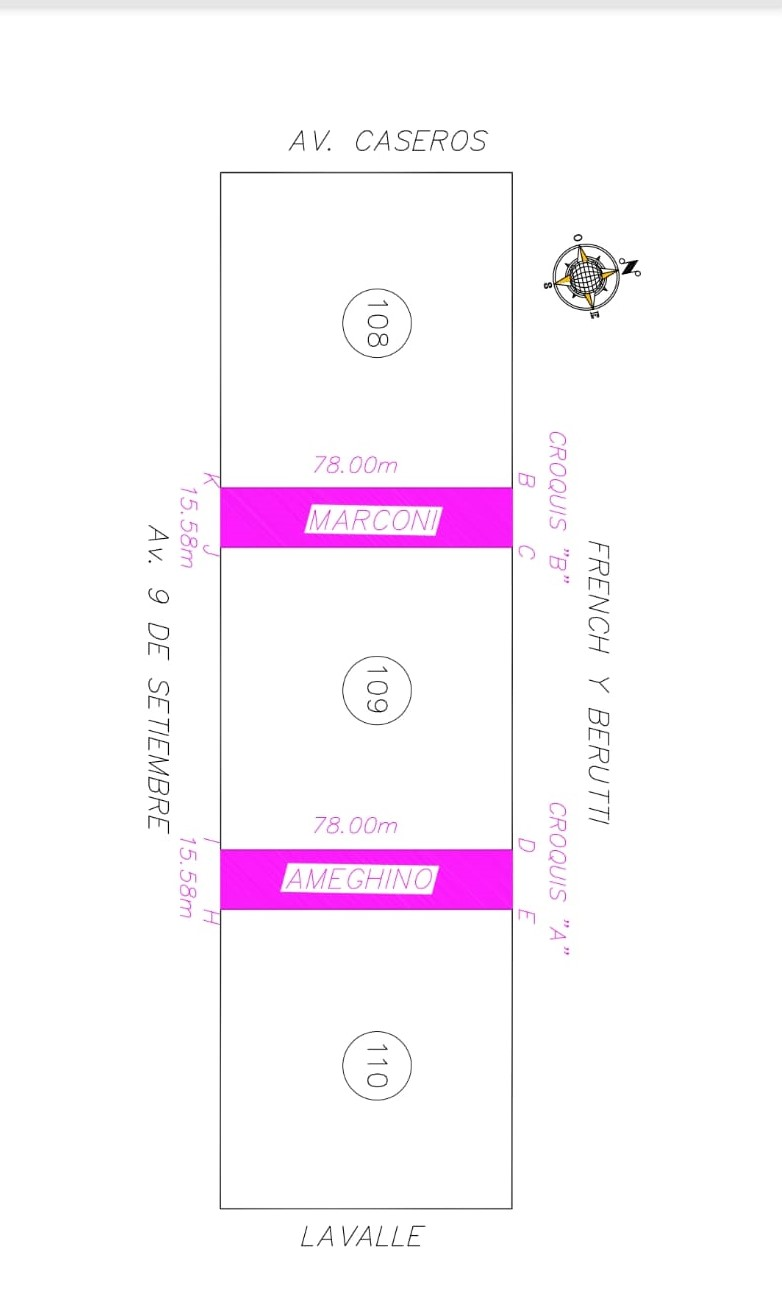 AV. CASEROS
O
Nº
S
E
108
CROQUIS "B"
78.00m
K
B
MARCONI
15.58m
J
C
FRENCH Y BERUTTI
Av. 9 DE SETIEMBRE
109
CROQUIS "A"
78.00m
I
D
AMEGHINO
15.58m
H
E
110
LAVALLE